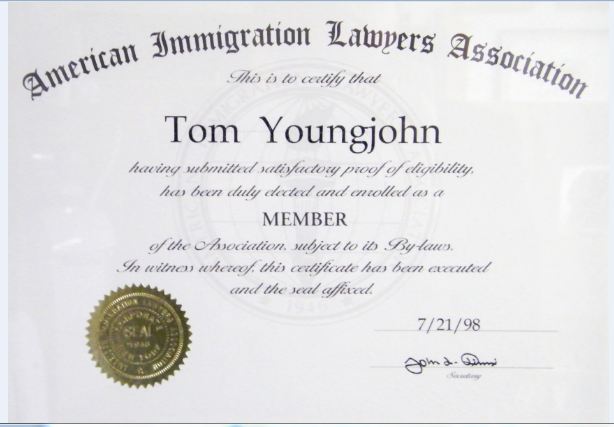 American Immigration Lawyers Association
This is to certify that
Tom Youngjohn
having submitted satisfactory proof of eligibility,
has been duly elected and enrolled as a
MEMBER
of the Association, subject to its By-laws.
In witness whereof, this certificate has been executed
and the seal affixed.
7/21/98
Secretary
SEAL
1946